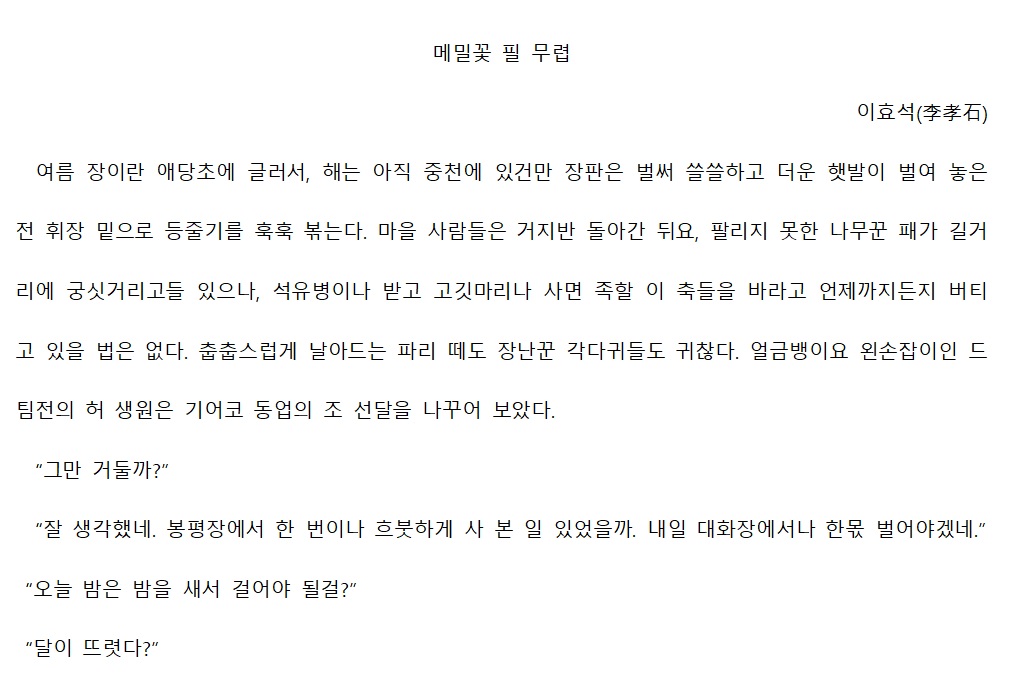 메밀꽃 필 무렵
이효석(李孝石)
여름 장이란 애당초에 글러서, 해는 아직 중천에 있건만 장판은 벌써 쓸쓸하고 더운 햇발이 벌여 놓은
전 휘장 밑으로 등줄기를 훅훅 볶는다. 마을 사람들은 거지반 돌아간 뒤요, 팔리지 못한 나무꾼 패가 길거
리에 궁싯거리고들 있으나, 석유병이나 받고 고깃마리나 사면 족할 이 축들을 바라고 언제까지든지 버티
고 있을 법은 없다. 춥춥스럽게 날아드는 파리 떼도 장난꾼 각다귀들도 귀찮다. 얼금뱅이요 왼손잡이인 드
팀전의 허 생원은 기어코 동업의 조 선달을 나꾸어 보았다.
“그만 거둘까?”
“잘 생각했네. 봉평장에서 한 번이나 흐붓하게 사 본 일 있었을까. 내일 대화장에서나 한몫 벌어야겠네.”
“오늘 밤은 밤을 새서 걸어야 될걸?”
“달이 뜨렷다?”